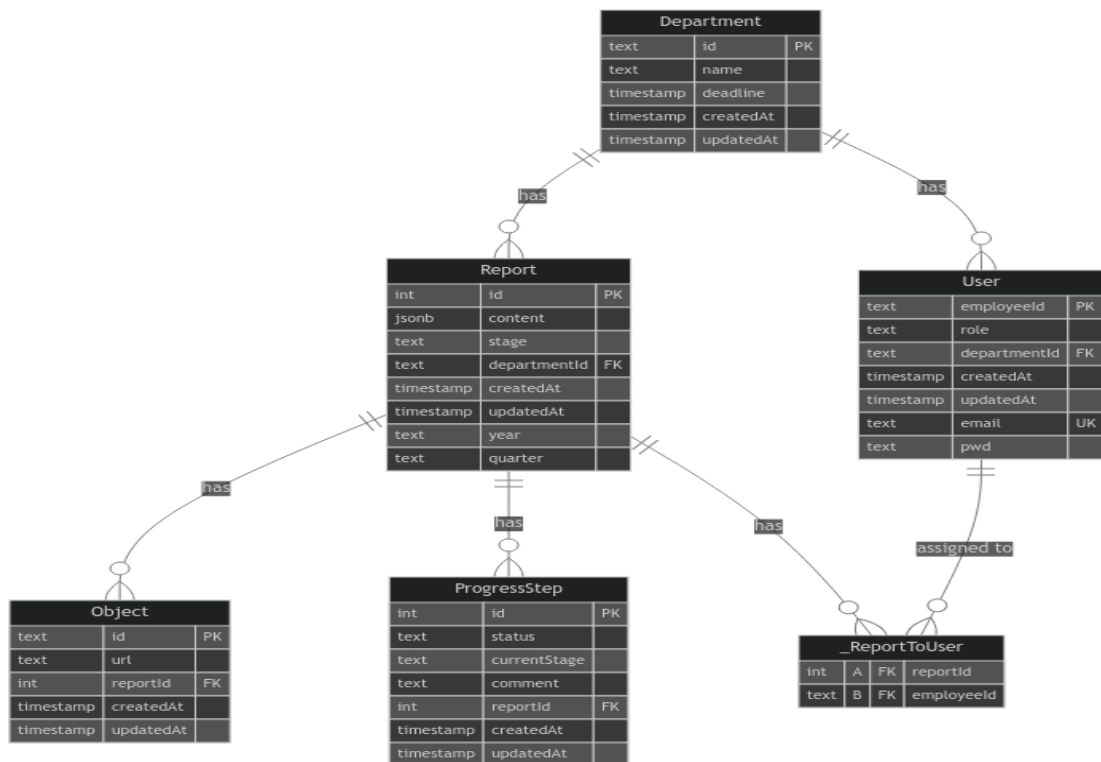 Department
text id PK
text name
timestamp deadline
timestamp createdAt
timestamp updatedAt
has
has
Report
int id PK
jsonb content
text stage
text departmentId FK
timestamp createdAt
timestamp updatedAt
text year
text quarter
User
text employeeId PK
text role
text departmentId FK
timestamp createdAt
timestamp updatedAt
text email UK
text pwd
has
has
has
assigned to
Object
text id PK
text url
int reportId FK
timestamp createdAt
timestamp updatedAt
ProgressStep
int id PK
text status
text currentStage
text comment
int reportId FK
timestamp createdAt
timestamp updatedAt
_ReportToUser
int A FK reportId
text B FK employeeId